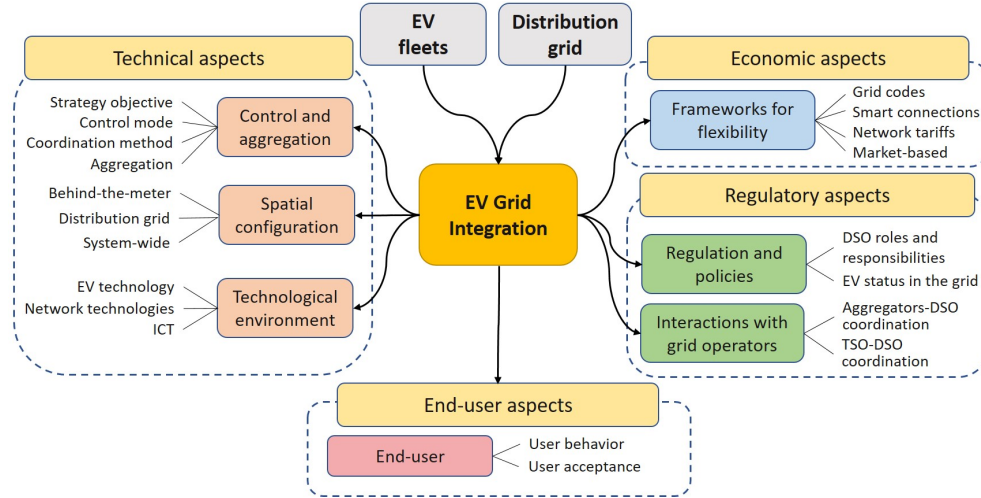 EV
fleets
Distribution
grid
Technical aspects
Strategy objective
Control mode
Coordination method
Aggregation
Control and
aggregation
Behind-the-meter
Distribution grid
System-wide
Spatial
configuration
EV technology
Network technologies
ICT
Technological
environment
EV Grid
Integration
Economic aspects
Frameworks for
flexibility
Grid codes
Smart connections
Network tariffs
Market-based
Regulatory aspects
Regulation and
policies
DSO roles and
responsibilities
EV status in the grid
Interactions with
grid operators
Aggregators-DSO
coordination
TSO-DSO
coordination
End-user aspects
End-user
User behavior
User acceptance